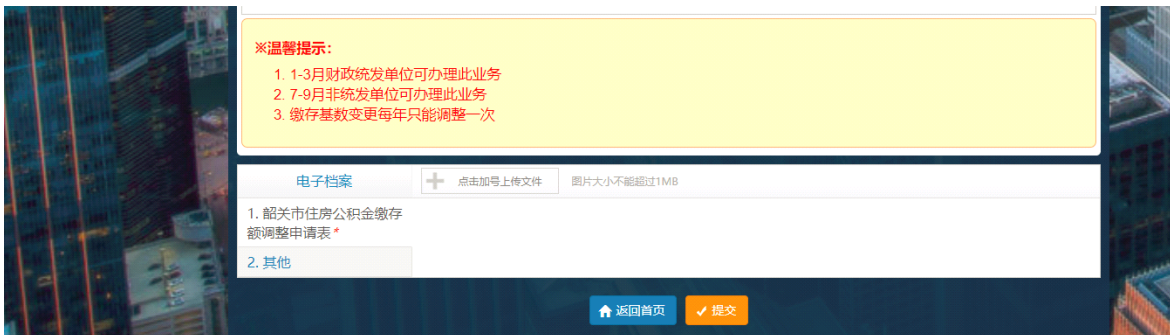 ※温馨提示：
1. 1-3月财政统发单位可办理此业务
2. 7-9月非统发单位可办理此业务
3. 缴存基数变更每年只能调整一次
电子档案 点击加号上传文件 图片大小不能超过1MB
1. 韶关市住房公积金缴存
额调整申请表*
2. 其他
返回首页 提交